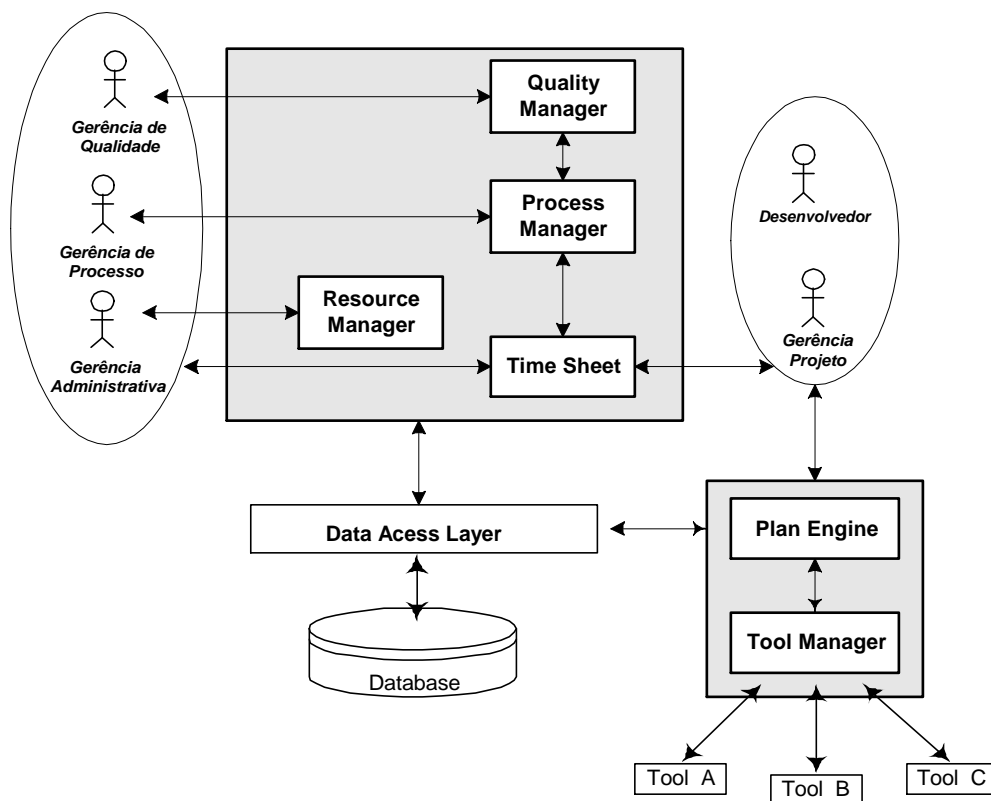 Quality
Manager
Gerência de
Qualidade
Process
Manager
Desenvolvedor
Gerência de
Processo
Resource
Manager
Gerência
Projeto
Gerência
Administrativa
Time Sheet
Data Acess Layer
Plan Engine
Tool Manager
Database
Tool A
Tool B
Tool C